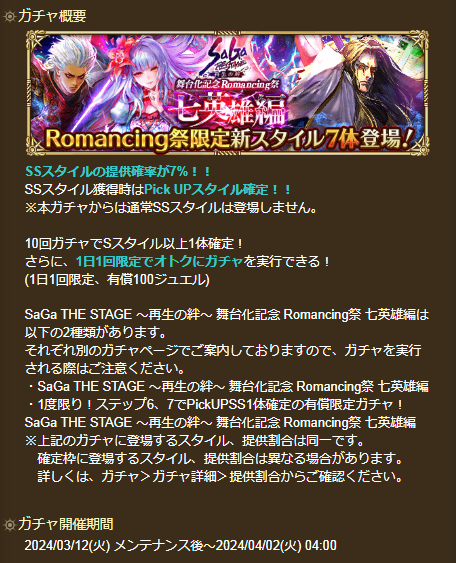 ガチャ概要
SaGa
THE STAGE
再生の絆
舞台化記念Romancing祭
七英雄編
Romancing祭限定新スタイル7体登場!
SSスタイルの提供確率が7%！！
SSスタイル獲得時はPick UPスタイル確定！！
※本ガチャからは通常SSスタイルは登場しません。
10回ガチャでSスタイル以上1体確定！
さらに、1日1回限定でオトクにガチャを実行できる！
(1日1回限定、有償100ジュエル)
SaGa THE STAGE ～再生の絆～ 舞台化記念 Romancing祭 七英雄編は
以下の2種類があります。
それぞれ別のガチャページでご案内しておりますので、ガチャを実行
される際はご注意ください。
・SaGa THE STAGE ～再生の絆～ 舞台化記念 Romancing祭 七英雄編
・1度限り！ステップ6、7でPickUPSS1体確定の有償限定ガチャ！
SaGa THE STAGE ～再生の絆～ 舞台化記念 Romancing祭 七英雄編
※上記のガチャに登場するスタイル、提供割合は同一です。
確定枠に登場するスタイル、提供割合は異なる場合があります。
詳しくは、ガチャ＞ガチャ詳細＞提供割合からご確認ください。
ガチャ開催期間
2024/03/12(火) メンテナンス後～2024/04/02(火) 04:00